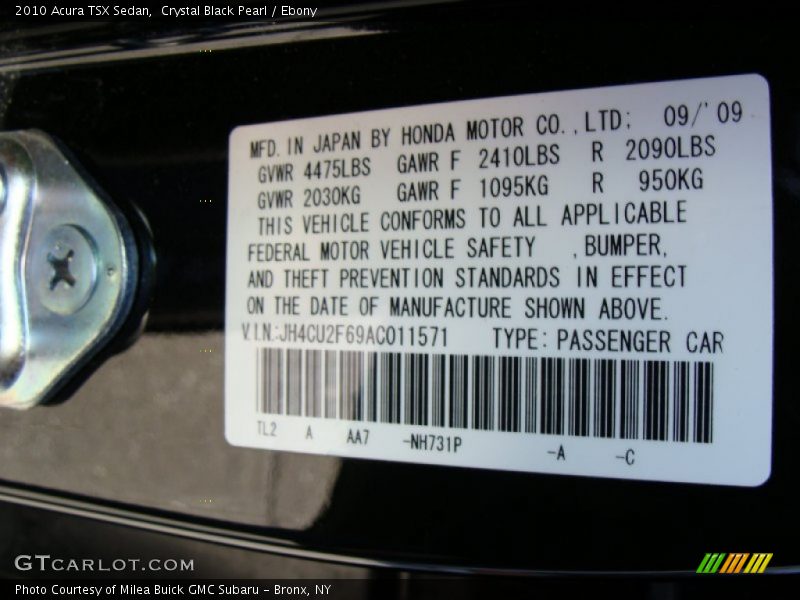 2010 Acura TSX Sedan,  Crystal Black Pearl / Ebony
MFD. IN JAPAN BY HONDA MOTOR CO., LTD; 09/'09
GVWR 4475LBS GAWR F 2410LBS R 2090LBS
GVWR 2030KG GAWR F 1095KG R 950KG
THIS VEHICLE CONFORMS TO ALL APPLICABLE
FEDERAL MOTOR VEHICLE SAFETY ,BUMPER,
AND THEFT PREVENTION STANDARDS IN EFFECT
ON THE DATE OF MANUFACTURE SHOWN ABOVE.
V.I.N.:JH4CU2F69AC011571 TYPE: PASSENGER CAR
TL2 A AA7 -NH731P -A -C
GTCARLOT.COM
Photo Courtesy of Milea Buick GMC Subaru - Bronx, NY